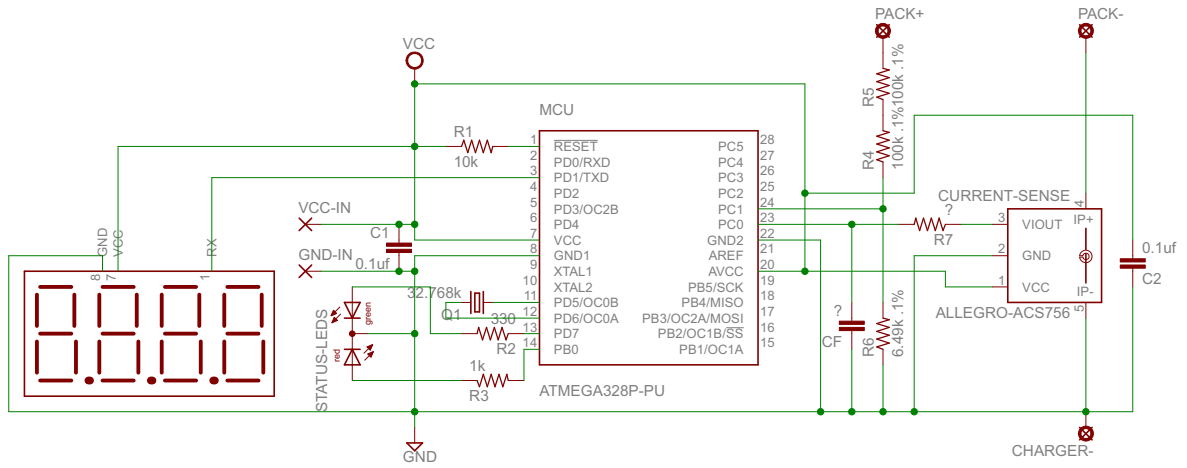 PACK+
PACK-
VCC
MCU
R5
100k .1%
R4
100k .1%
R1
10k
1
2
3
4
5
6
7
8
9
10
11
12
13
14
RESET
PD0/RXD
PD1/TXD
PD2
PD3/OC2B
PD4
VCC
GND1
XTAL1
XTAL2
PD5/OC0B
PD6/OC0A
PD7
PB0
PC5
PC4
PC3
PC2
PC1
PC0
GND2
AREF
AVCC
PB5/SCK
PB4/MISO
PB3/OC2A/MOSI
PB2/OC1B/SS
PB1/OC1A
28
27
26
25
24
23
22
21
20
19
18
17
16
15
ATMEGA328P-PU
VCC-IN
GND-IN
C1
0.1uf
GND
VCC
RX
8
7
1
STATUS-LEDS
green
red
32.768k
Q1
330
R2
1k
R3
GND
CURRENT-SENSE
?
R7
3
2
1
VIOUT
GND
VCC
4
IP+
IP-
5
ALLEGRO-ACS756
0.1uf
C2
?
CF
R6
6.49k .1%
CHARGER-